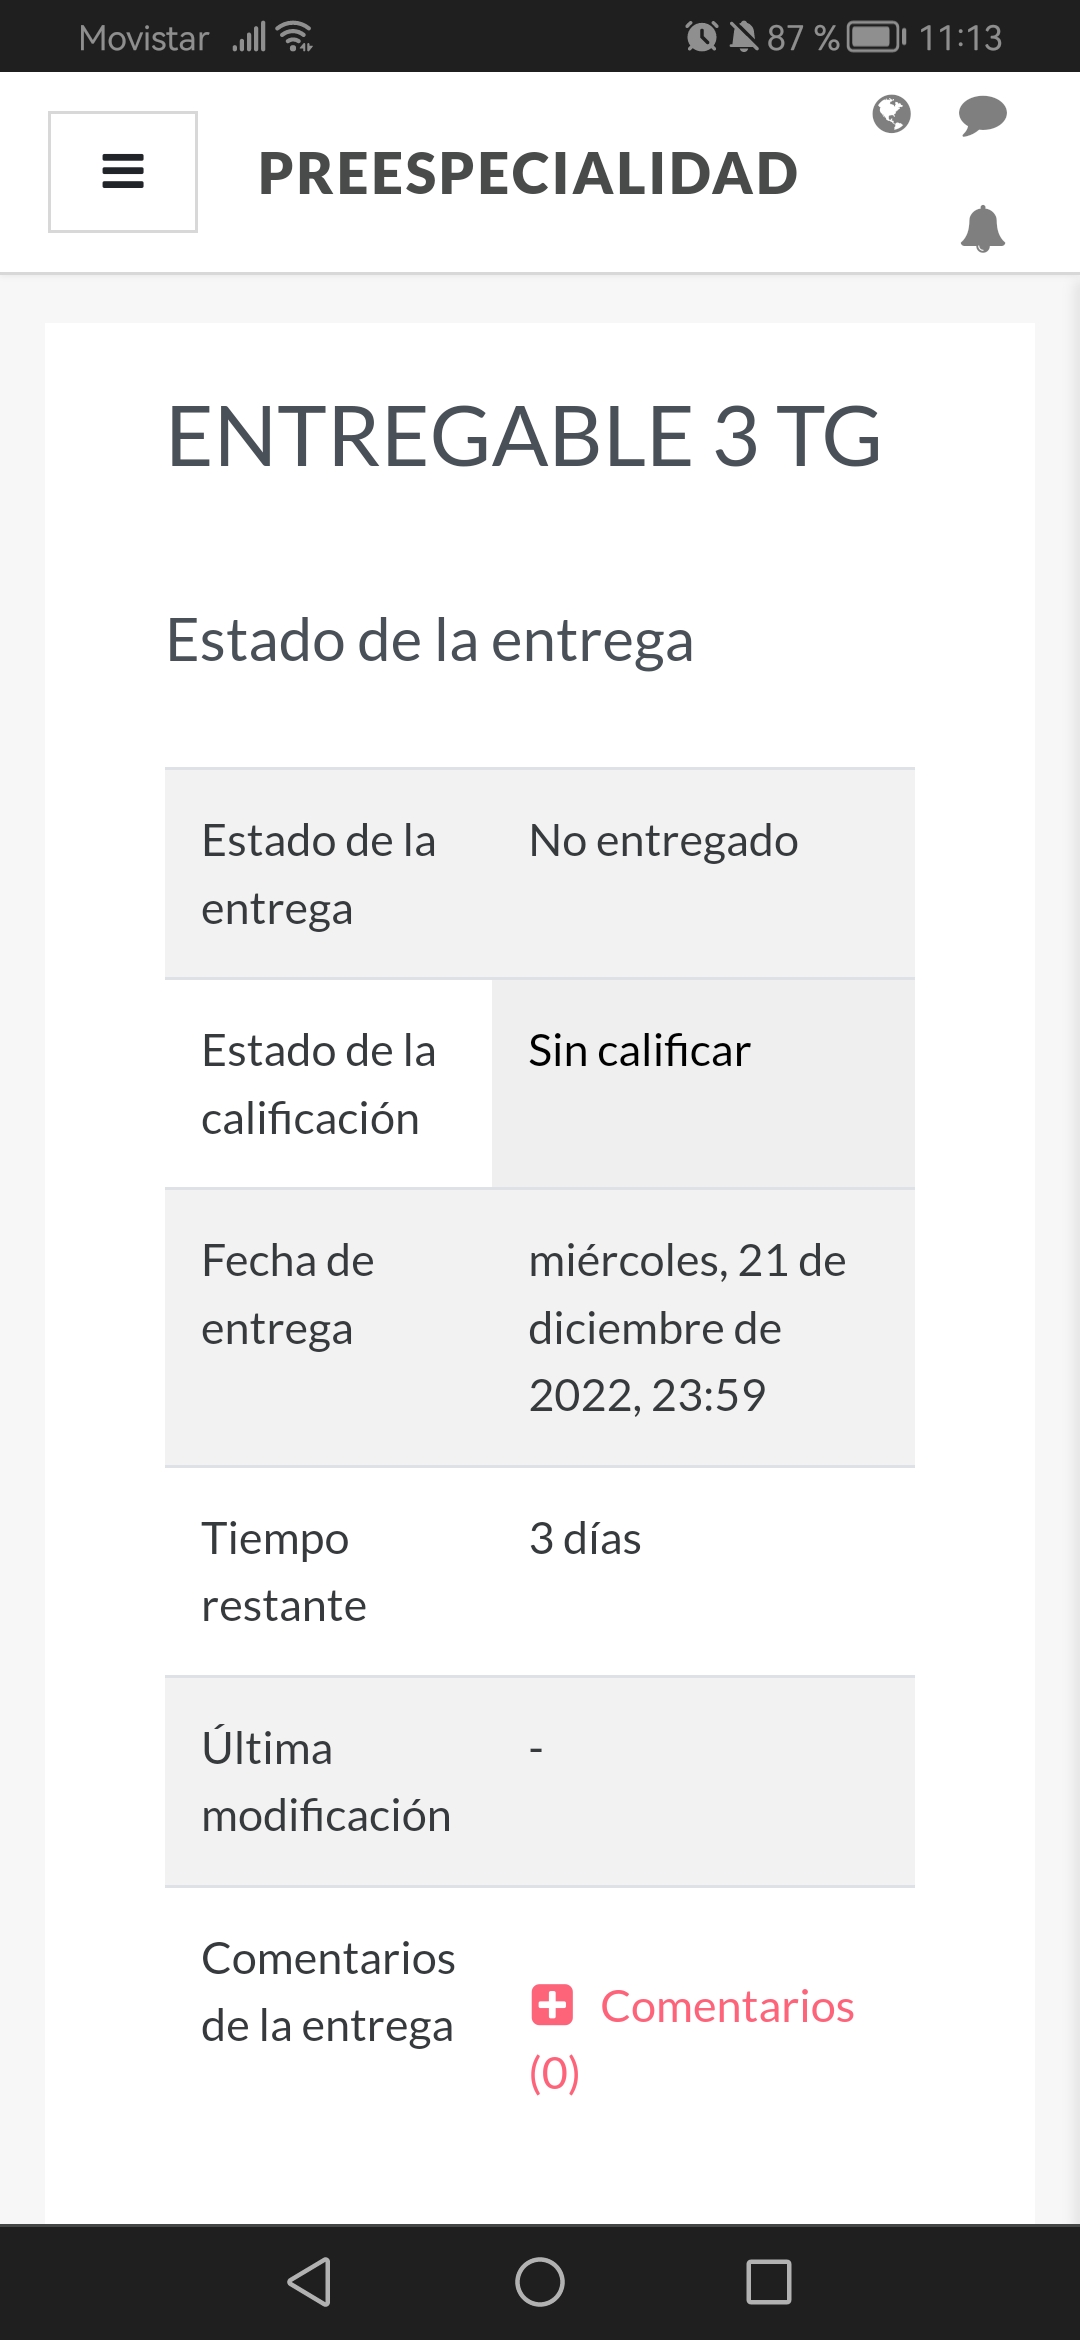 Movistar 87 % 11:13
PREESPECIALIDAD
ENTREGABLE 3 TG
Estado de la entrega
Estado de la
entrega
No entregado
Estado de la
calificación
Sin calificar
Fecha de
entrega
miércoles, 21 de
diciembre de
2022, 23:59
Tiempo
restante
3 días
Última
modificación
-
Comentarios
de la entrega
Comentarios
(0)